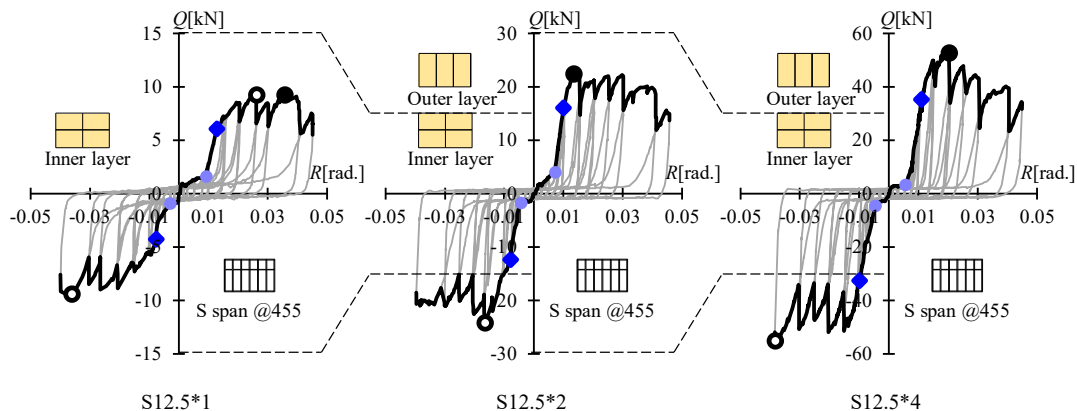 Q[kN]
15
10
5
0
-5
-10
-15
-0.05
-0.03
-0.01
0.01
0.03
0.05
R[rad.]
Inner layer
S span @455
S12.5*1
Q[kN]
30
20
10
0
-10
-20
-30
-0.05
-0.03
-0.01
0.01
0.03
0.05
R[rad.]
Outer layer
Inner layer
S span @455
S12.5*2
Q[kN]
60
40
20
0
-20
-40
-60
-0.05
-0.03
-0.01
0.01
0.03
0.05
R[rad.]
Outer layer
Inner layer
S span @455
S12.5*4